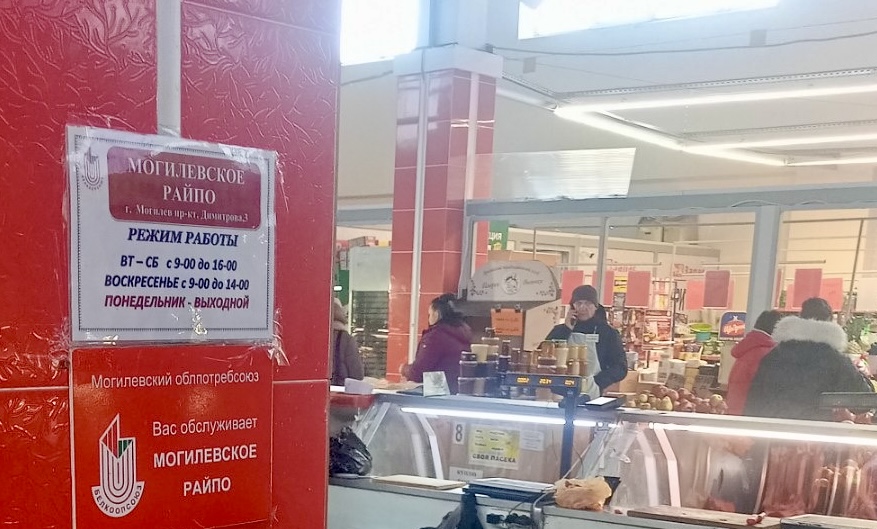 МОГИЛЕВСКОЕ
РАЙПО
г. Могилев пр-кт. Димитрова,3
РЕЖИМ РАБОТЫ
ВТ – СБ с 9-00 до 16-00
ВОСКРЕСЕНЬЕ с 9-00 до 14-00
ПОНЕДЕЛЬНИК - ВЫХОДНОЙ
Могилевский облпотребсоюз
Вас обслуживает
МОГИЛЕВСКОЕ
РАЙПО
БЕЛКООПСОЮЗ
8
СВОЯ ПАСЕКА